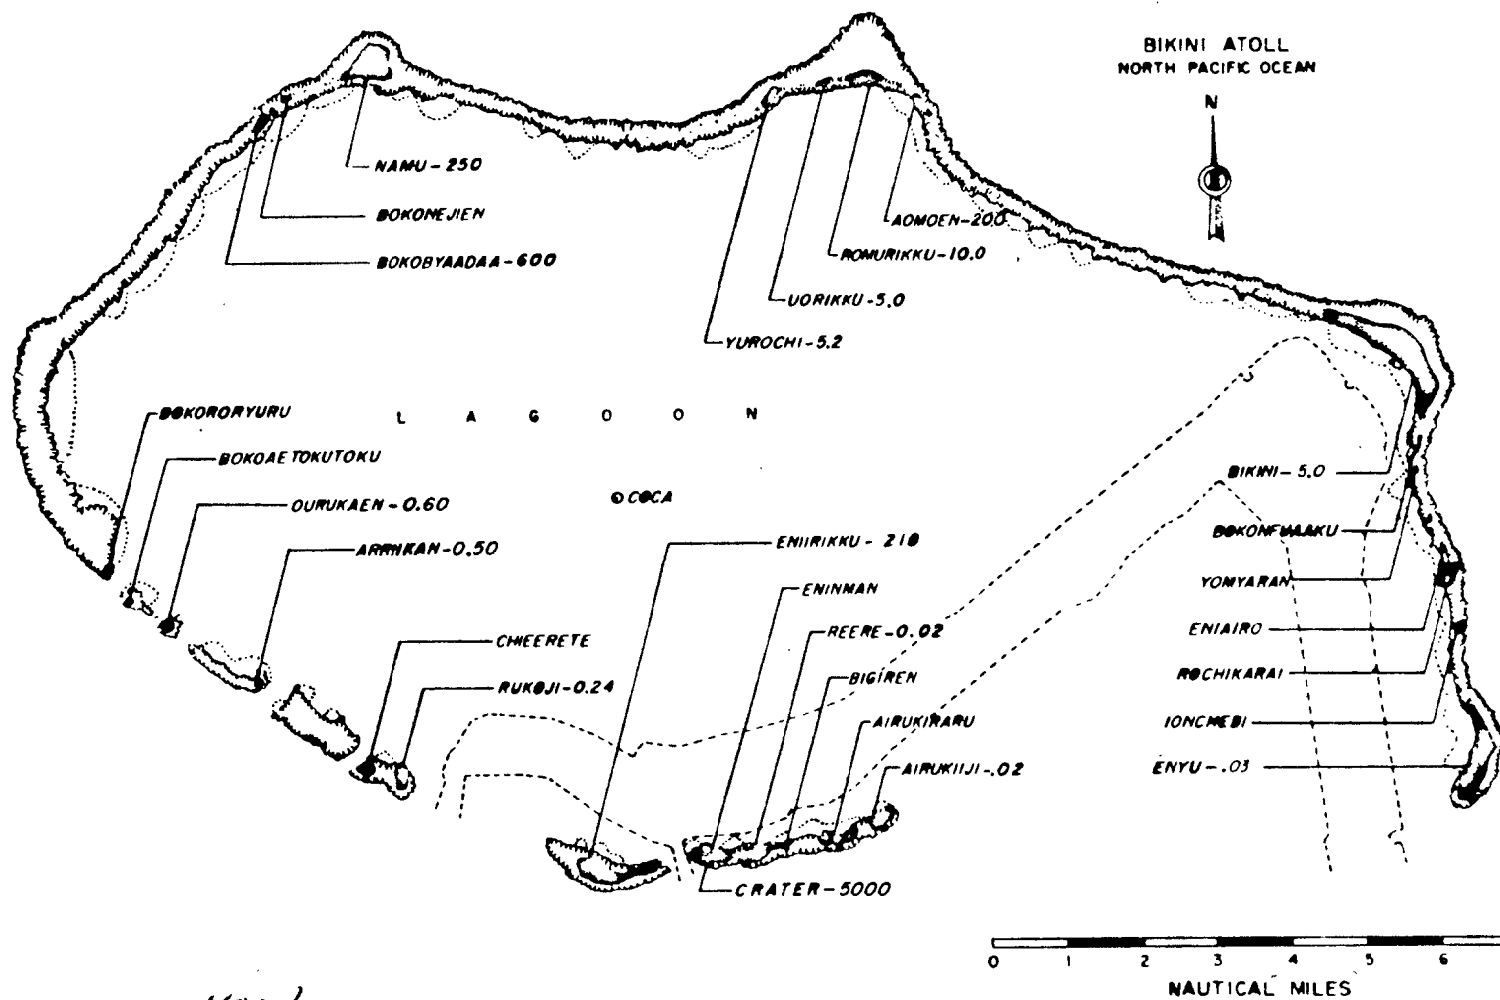 BIKINI ATOLL
NORTH PACIFIC OCEAN
N
NAMU-250
BOKONEJIEN
BOKOBYAADAA-600
AOMOEN-200
ROMURIKKU-10.0
UORIKKU-5.0
YUROCHI-5.2
BOKORORYURU
L A G O O N
BOKOAETOKUTOKU
OURUKAEN-0.60
COCA
ARRIIKAN-0.50
CHIEERETE
RUKOJI-0.24
ENIIRIKKU-210
ENINMAN
REERE-0.02
BIGIREN
AIRUKIRARU
AIRUKIIJI-.02
CRATER-5000
BIKINI-5.0
YOMYARAN
ENIAIRO
ROCHIKARAI
IONCHEBI
ENYU-.03
0 1 2 3 4 5 6
NAUTICAL MILES